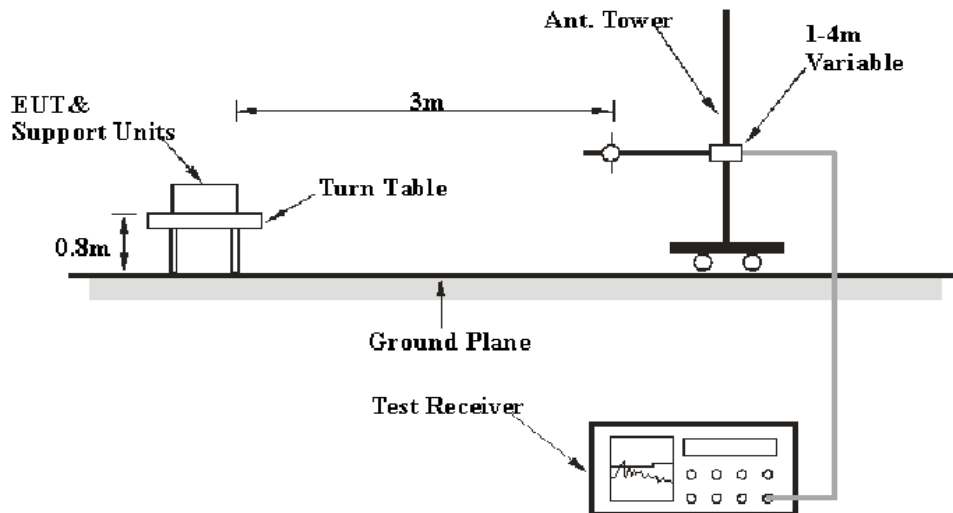 Ant. Tower
1-4m
Variable
EUT&
Support Units
3m
Turn Table
0.8m
Ground Plane
Test Receiver